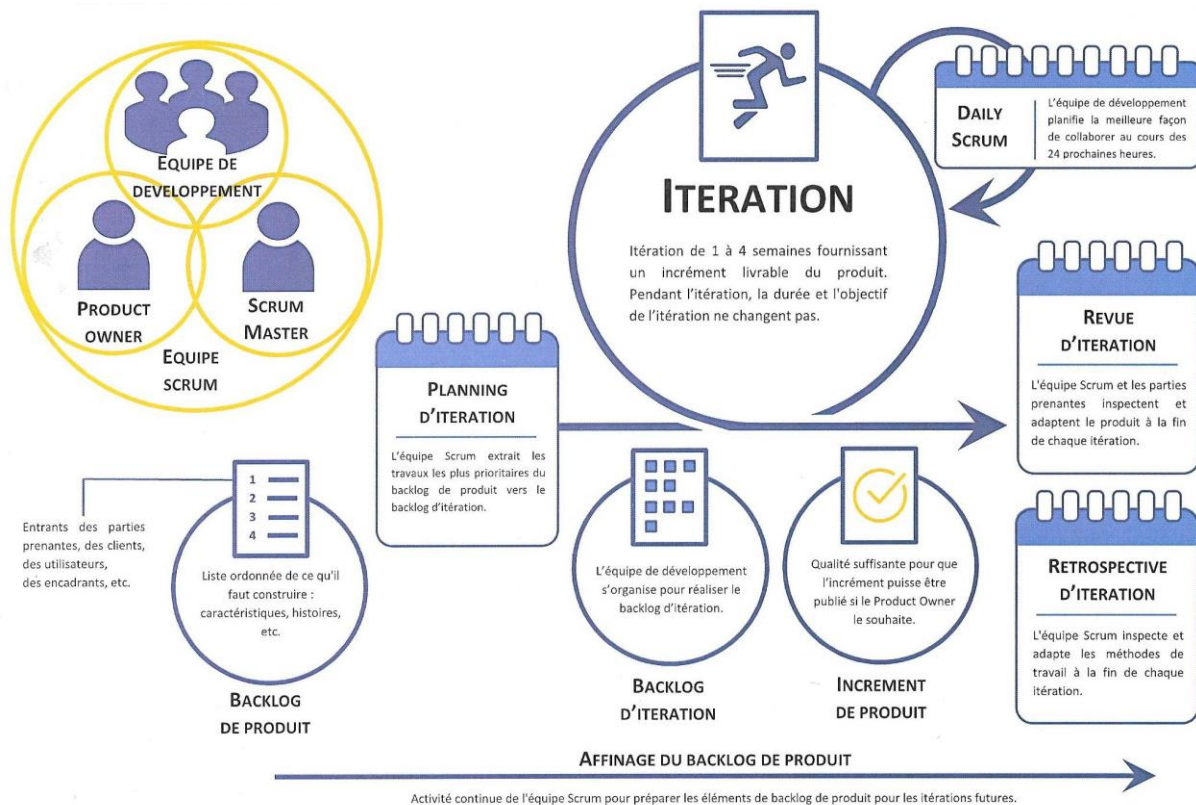 EQUIPE DE
DEVELOPPEMENT
PRODUCT
OWNER
SCRUM
MASTER
EQUIPE
SCRUM
ITERATION
Itération de 1 à 4 semaines fournissant
un incrément livrable du produit.
Pendant l'itération, la durée et l'objectif
de l'itération ne changent pas.
DAILY
SCRUM
L'équipe de développement
planifie la meilleure façon
de collaborer au cours des
24 prochaines heures.
PLANNING
D'ITERATION
L'équipe Scrum extrait les
travaux les plus prioritaires du
backlog de produit vers le
backlog d'itération.
REVUE
D'ITERATION
L'équipe Scrum et les parties
prenantes inspectent et
adaptent le produit à la fin
de chaque itération.
Entrants des parties
prenantes, des clients,
des utilisateurs,
des encadrants, etc.
1
2
3
4
Liste ordonnée de ce qu'il
faut construire :
caractéristiques, histoires,
etc.
BACKLOG
DE PRODUIT
L'équipe de développement
s'organise pour réaliser le
backlog d'itération.
BACKLOG
D'ITERATION
Qualité suffisante pour que
l'incrément puisse être
publié si le Product Owner
le souhaite.
INCREMENT
DE PRODUIT
RETROSPECTIVE
D'ITERATION
L'équipe Scrum inspecte et
adapte les méthodes de
travail à la fin de chaque
itération.
AFFINAGE DU BACKLOG DE PRODUIT
Activité continue de l'équipe Scrum pour préparer les éléments de backlog de produit pour les itérations futures.